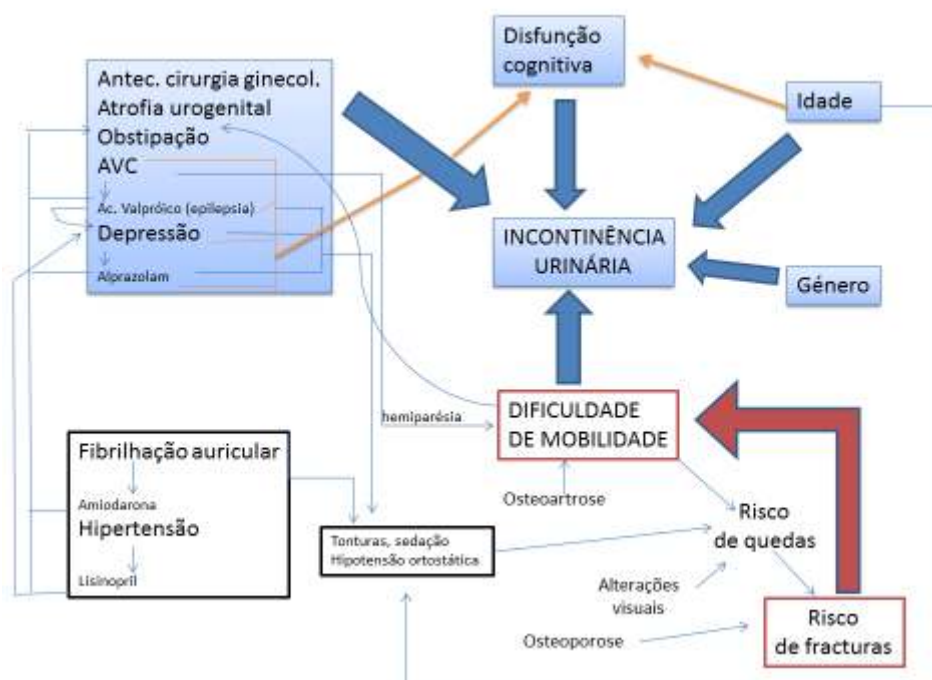 Disfunção
cognitiva
Antec. cirurgia ginecol.
Atrofia urogenital
Obstipação
AVC
Ac. Valpróico (epilepsia)
Depressão
Alprazolam
Idade
INCONTINÊNCIA
URINÁRIA
Género
hemiparésia
DIFICULDADE
DE MOBILIDADE
Fibrilhação auricular
Amiodarona
Hipertensão
Lisinopril
Osteoartrose
Tonturas, sedação
Hipotensão ortostática
Risco
de quedas
Alterações
visuais
Osteoporose
Risco
de fracturas